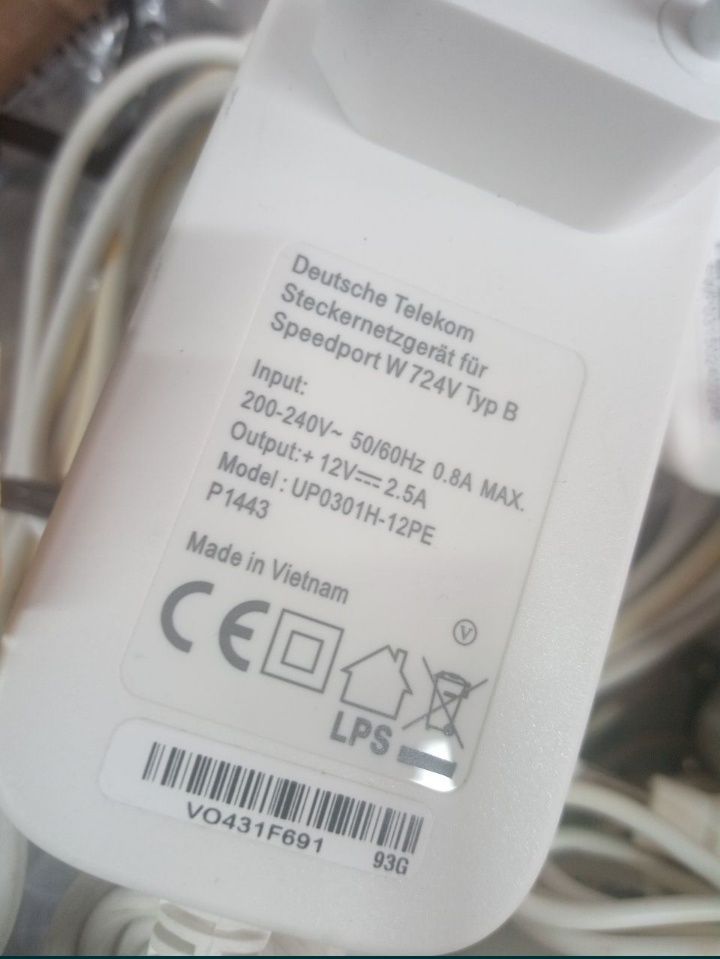 Deutsche Telekom
Steckernetzgerät für
Speedport W 724V Typ B
Input:
200-240V~ 50/60Hz 0.8A MAX.
Output:+ 12V⎓ 2.5A
Model : UP0301H-12PE
P1443
Made in Vietnam
V
CE
LPS
VO431F691
93G